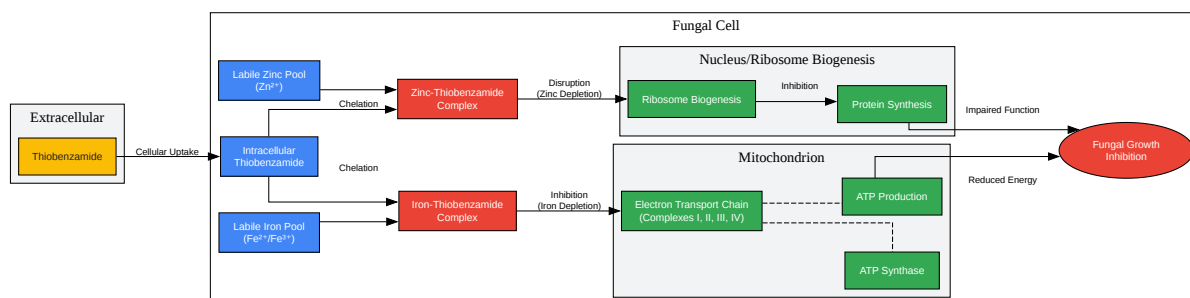 Fungal Cell
Extracellular
Thiobenzamide
Cellular Uptake
Labile Zinc Pool
(Zn²⁺)
Intracellular
Thiobenzamide
Labile Iron Pool
(Fe²⁺/Fe³⁺)
Chelation
Chelation
Zinc-Thiobenzamide
Complex
Iron-Thiobenzamide
Complex
Disruption
(Zinc Depletion)
Inhibition
(Iron Depletion)
Nucleus/Ribosome Biogenesis
Ribosome Biogenesis
Inhibition
Protein Synthesis
Mitochondrion
Electron Transport Chain
(Complexes I, II, III, IV)
ATP Production
ATP Synthase
Impaired Function
Reduced Energy
Fungal Growth
Inhibition